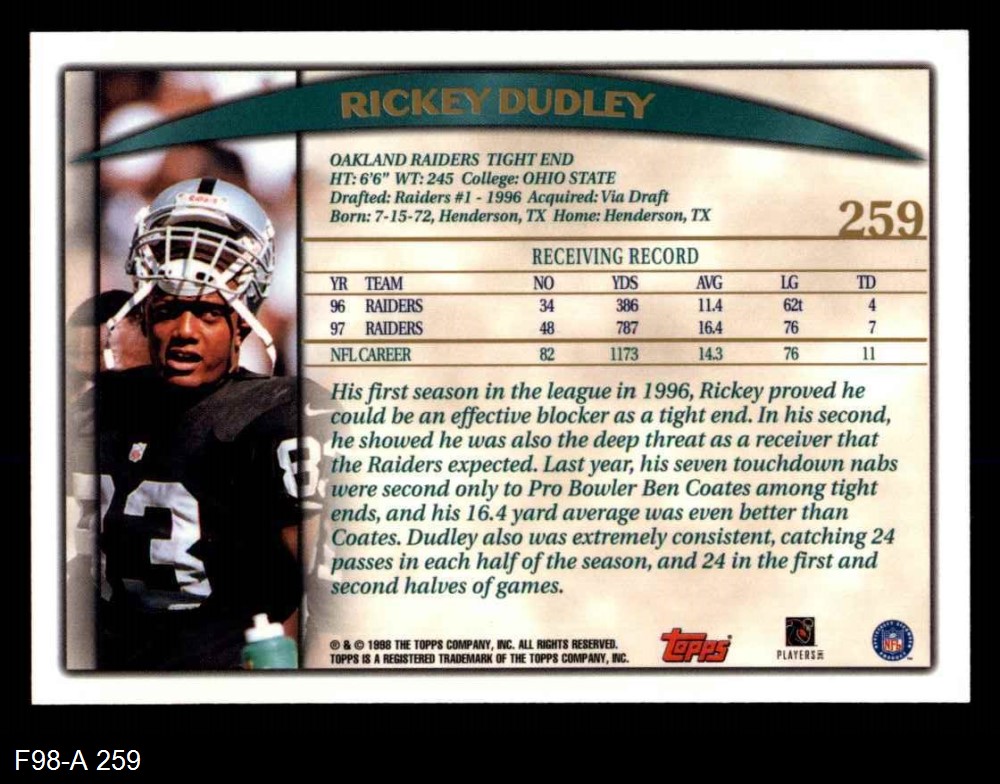 RICKEY DUDLEY
OAKLAND RAIDERS TIGHT END
HT: 6'6" WT: 245 College: OHIO STATE
Drafted: Raiders #1 - 1996 Acquired: Via Draft
Born: 7-15-72, Henderson, TX Home: Henderson, TX
259
RECEIVING RECORD
YR TEAM NO YDS AVG LG TD
96 RAIDERS 34 386 11.4 62t 4
97 RAIDERS 48 787 16.4 76 7
NFL CAREER 82 1173 14.3 76 11
His first season in the league in 1996, Rickey proved he
could be an effective blocker as a tight end. In his second,
he showed he was also the deep threat as a receiver that
the Raiders expected. Last year, his seven touchdown nabs
were second only to Pro Bowler Ben Coates among tight
ends, and his 16.4 yard average was even better than
Coates. Dudley also was extremely consistent, catching 24
passes in each half of the season, and 24 in the first and
second halves of games.
83
8
® & © 1998 THE TOPPS COMPANY, INC. ALL RIGHTS RESERVED.
TOPPS IS A REGISTERED TRADEMARK OF THE TOPPS COMPANY, INC.
Topps
PLAYERS
NFL
F98-A 259